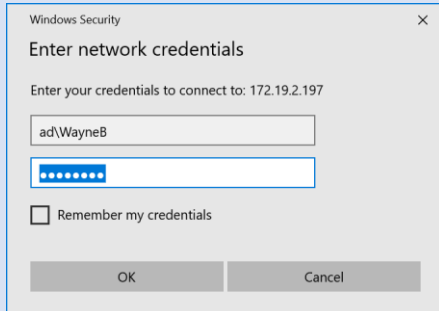 Windows Security
Enter network credentials
Enter your credentials to connect to: 172.19.2.197
ad\WayneB
••••••••
Remember my credentials
OK
Cancel